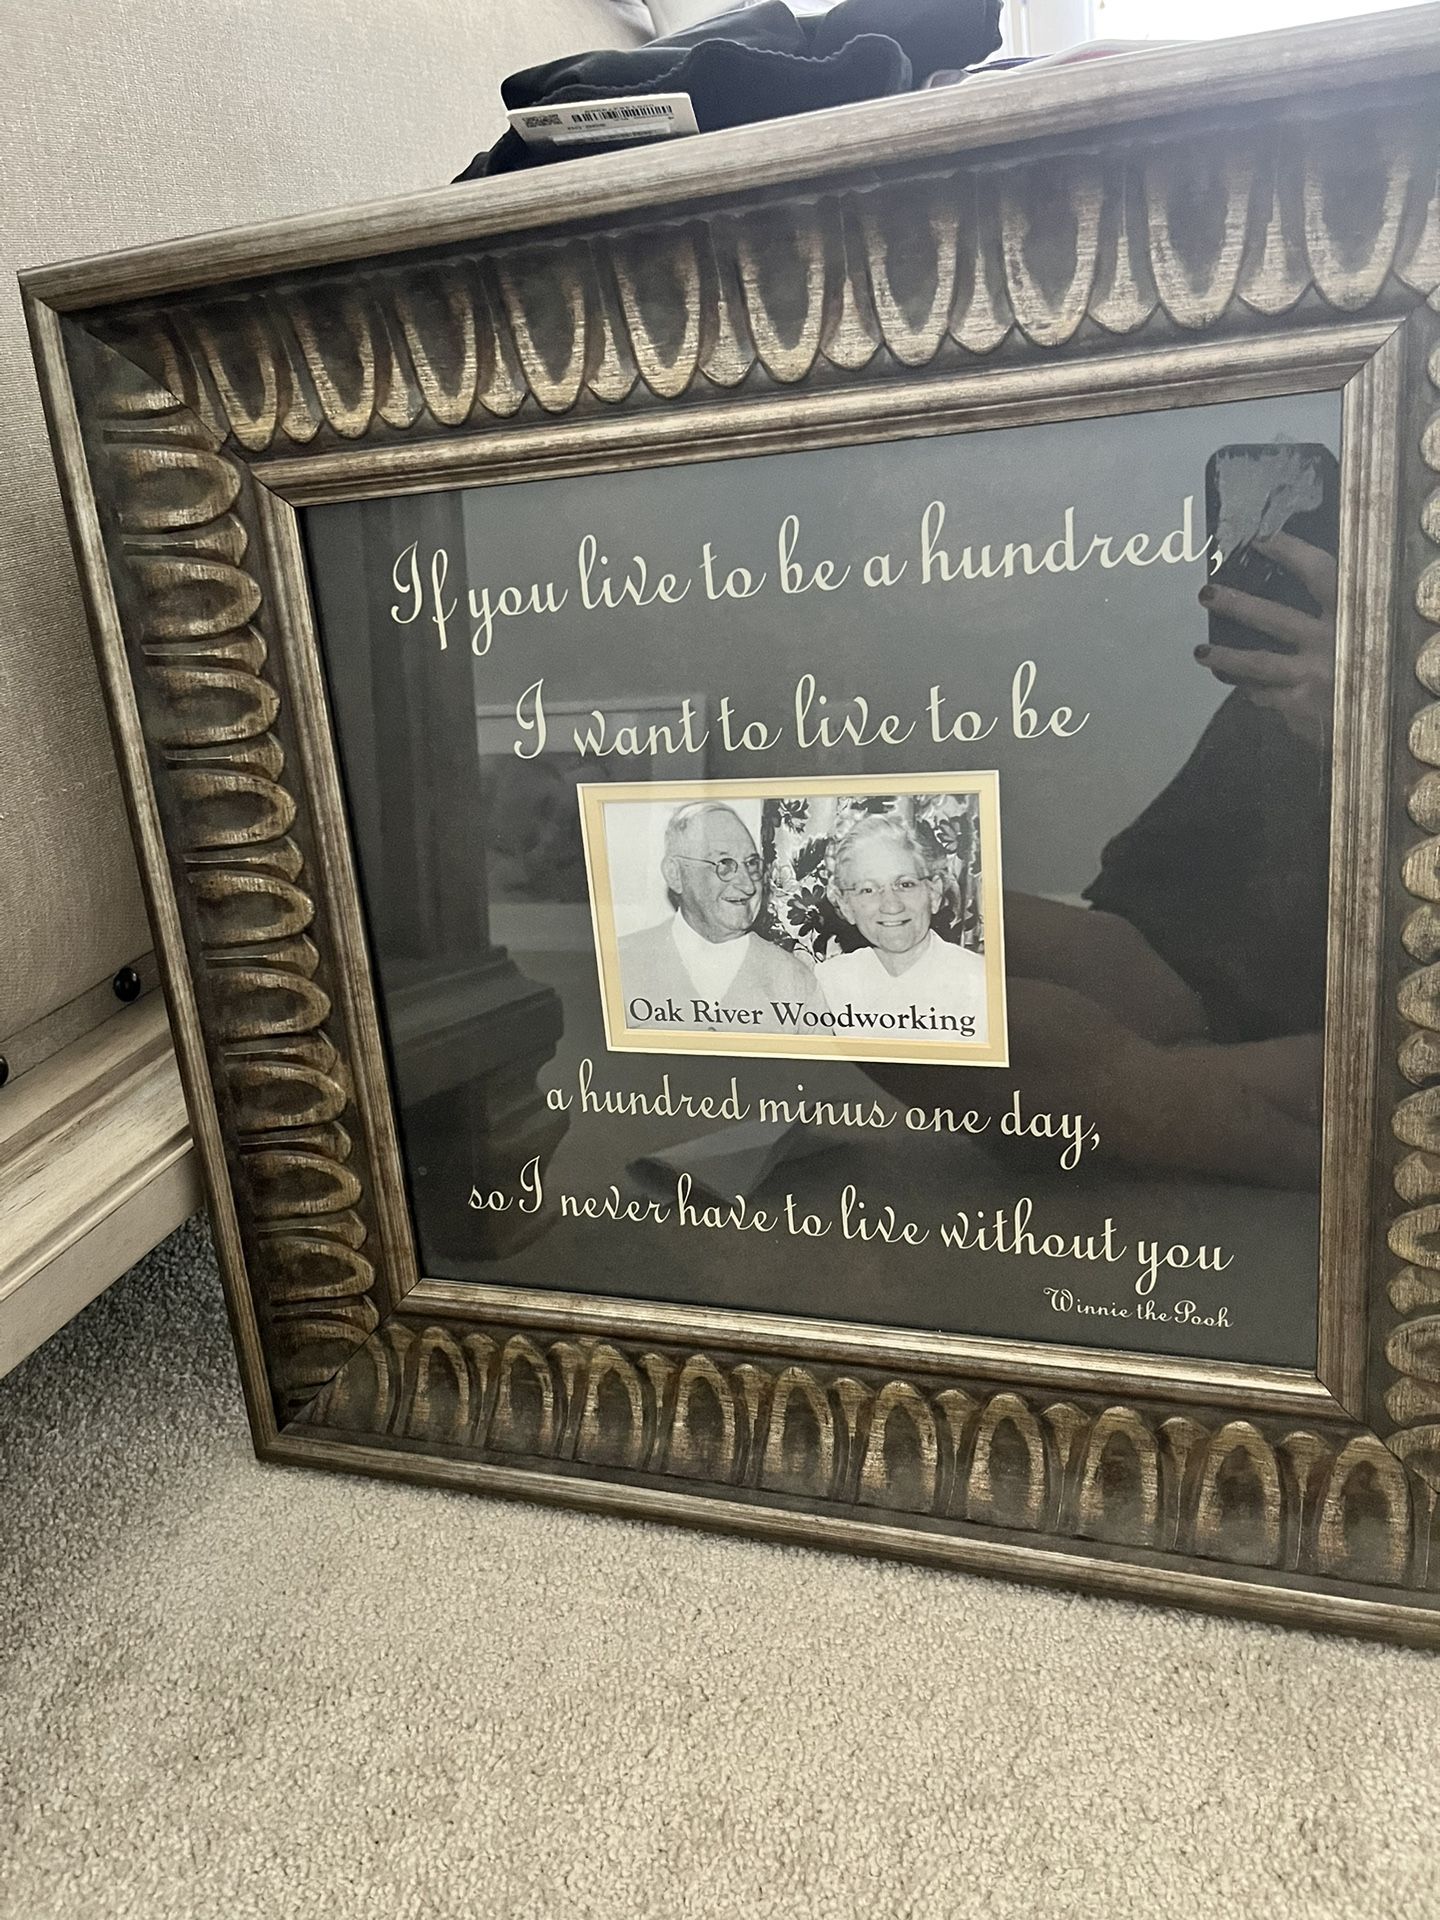 If you live to be a hundred,
I want to live to be
Oak River Woodworking
a hundred minus one day,
so I never have to live without you
Winnie the Pooh